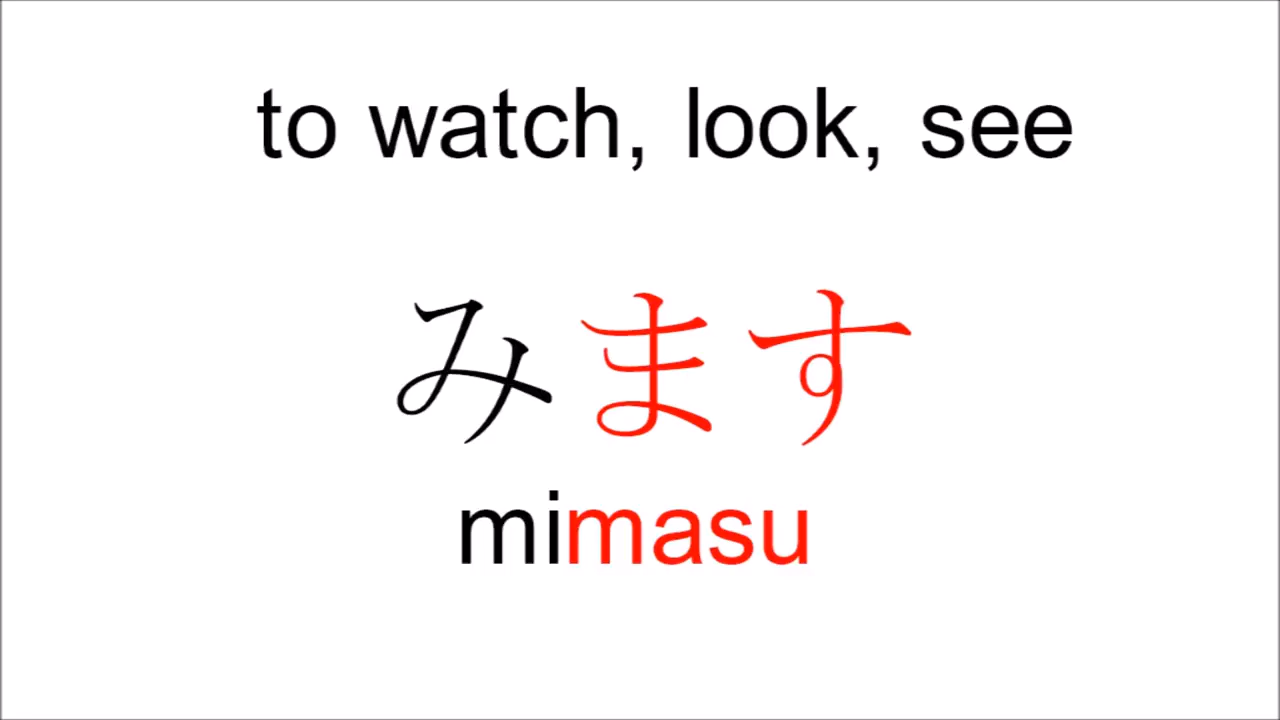 to watch, look, see
みます
mimasu